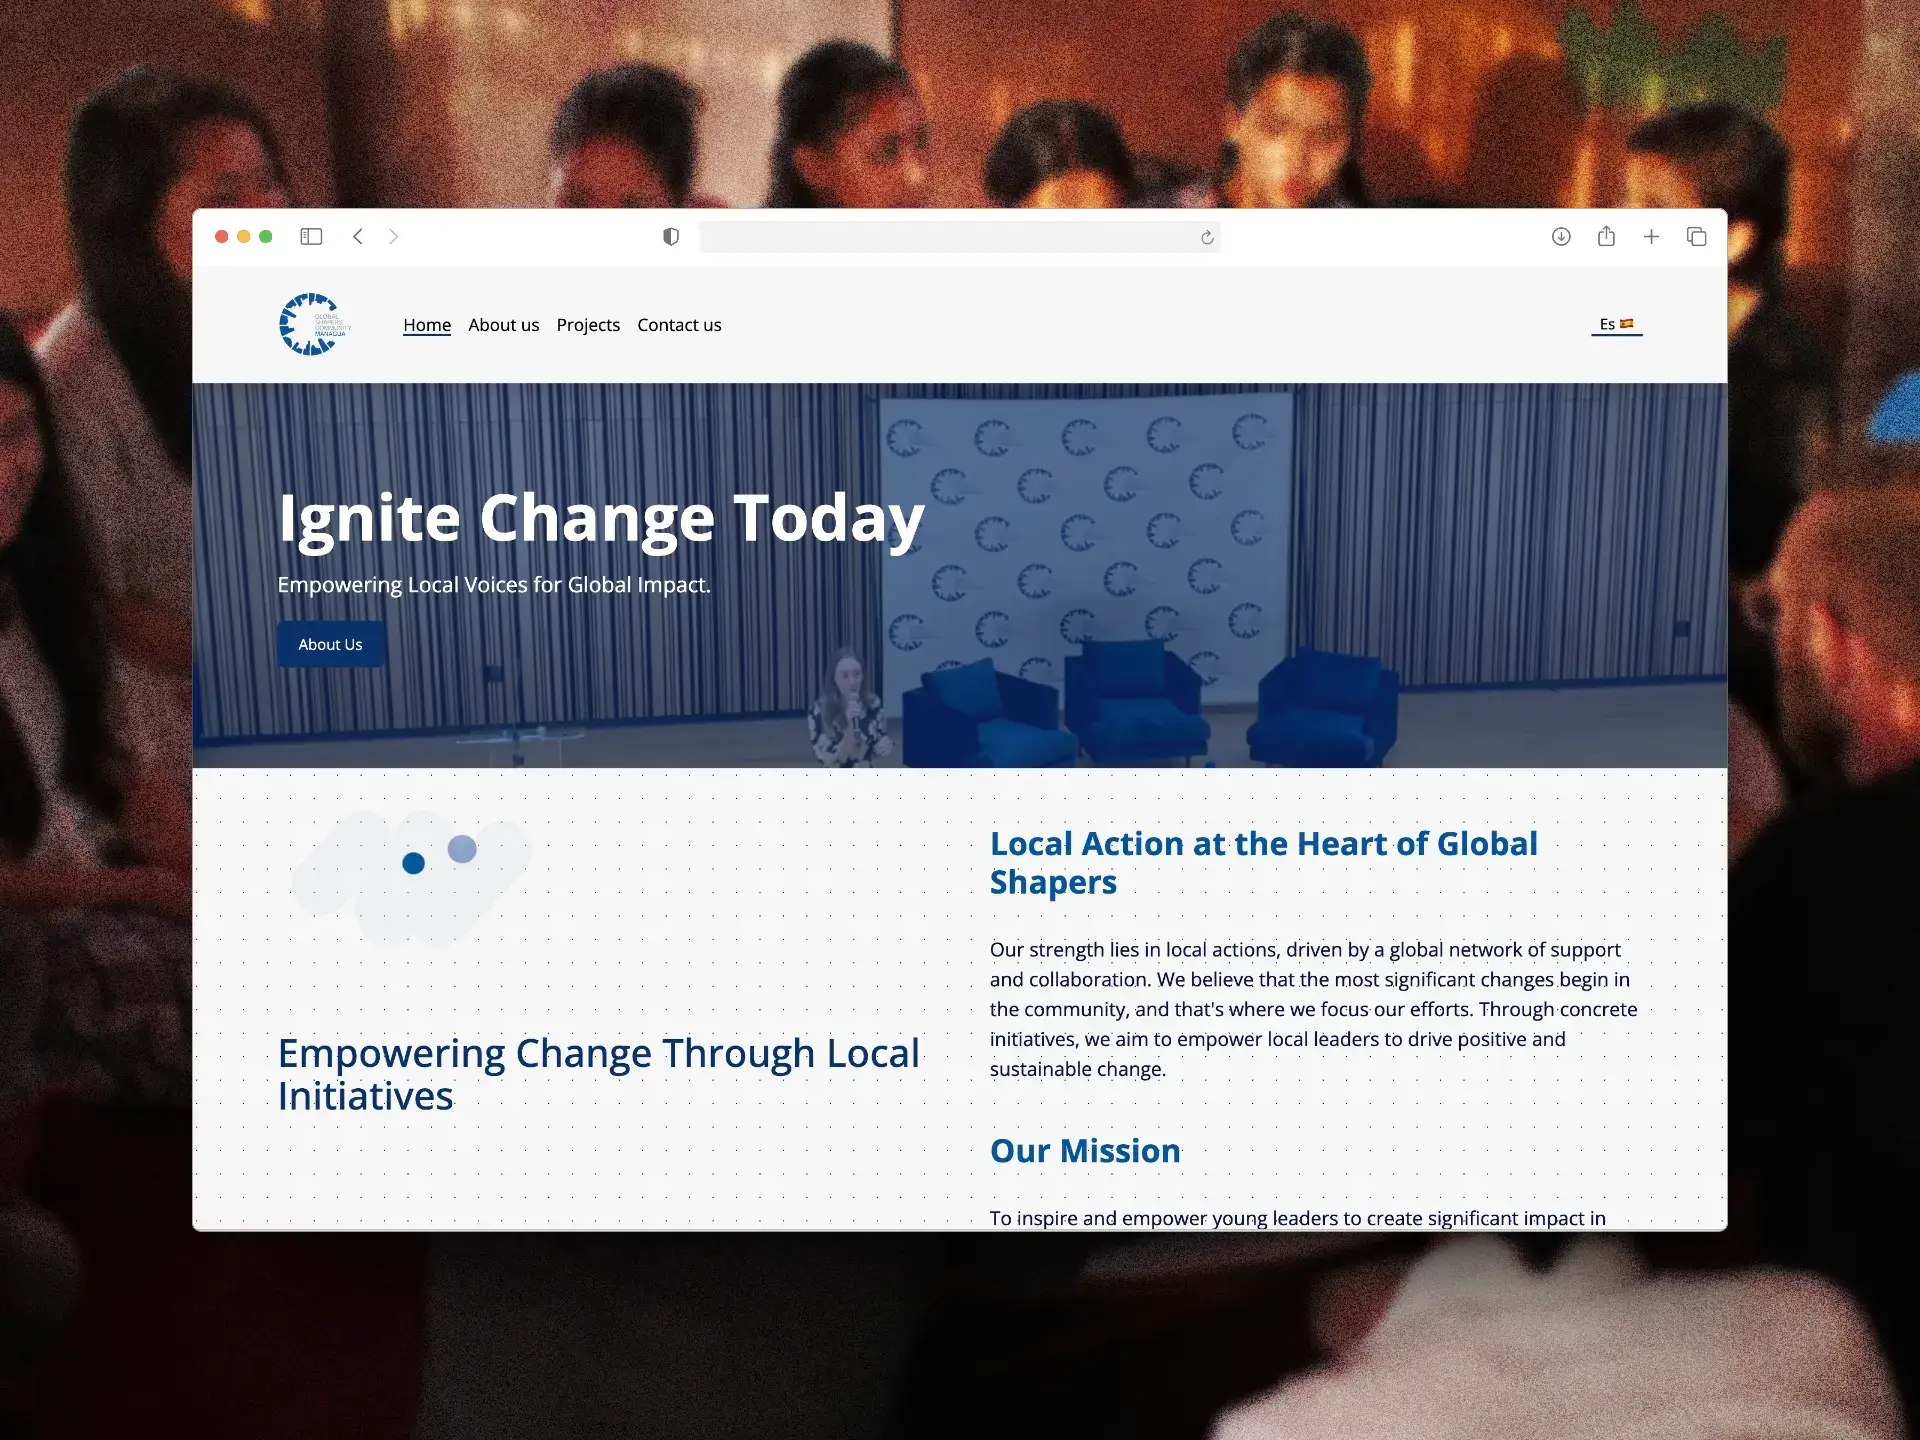 GLOBAL
SHAPERS
COMMUNITY
MANAGUA
Home About us Projects Contact us
Es
Ignite Change Today
Empowering Local Voices for Global Impact.
About Us
Empowering Change Through Local
Initiatives
Local Action at the Heart of Global
Shapers
Our strength lies in local actions, driven by a global network of support
and collaboration. We believe that the most significant changes begin in
the community, and that's where we focus our efforts. Through concrete
initiatives, we aim to empower local leaders to drive positive and
sustainable change.
Our Mission
To inspire and empower young leaders to create significant impact in